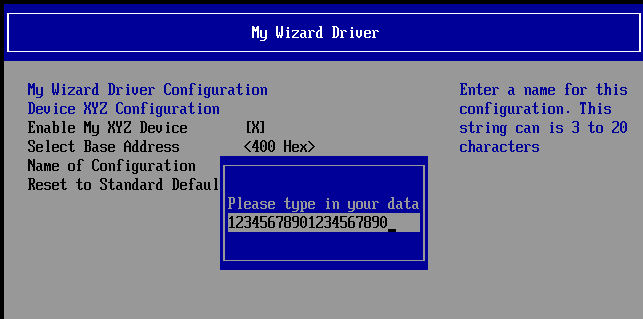 My Wizard Driver
My Wizard Driver Configuration
Device XYZ Configuration
Enable My XYZ Device [X]
Select Base Address <400 Hex>
Name of Configuration
Reset to Standard Defaul
Enter a name for this
configuration. This
string can is 3 to 20
characters
Please type in your data
12345678901234567890_